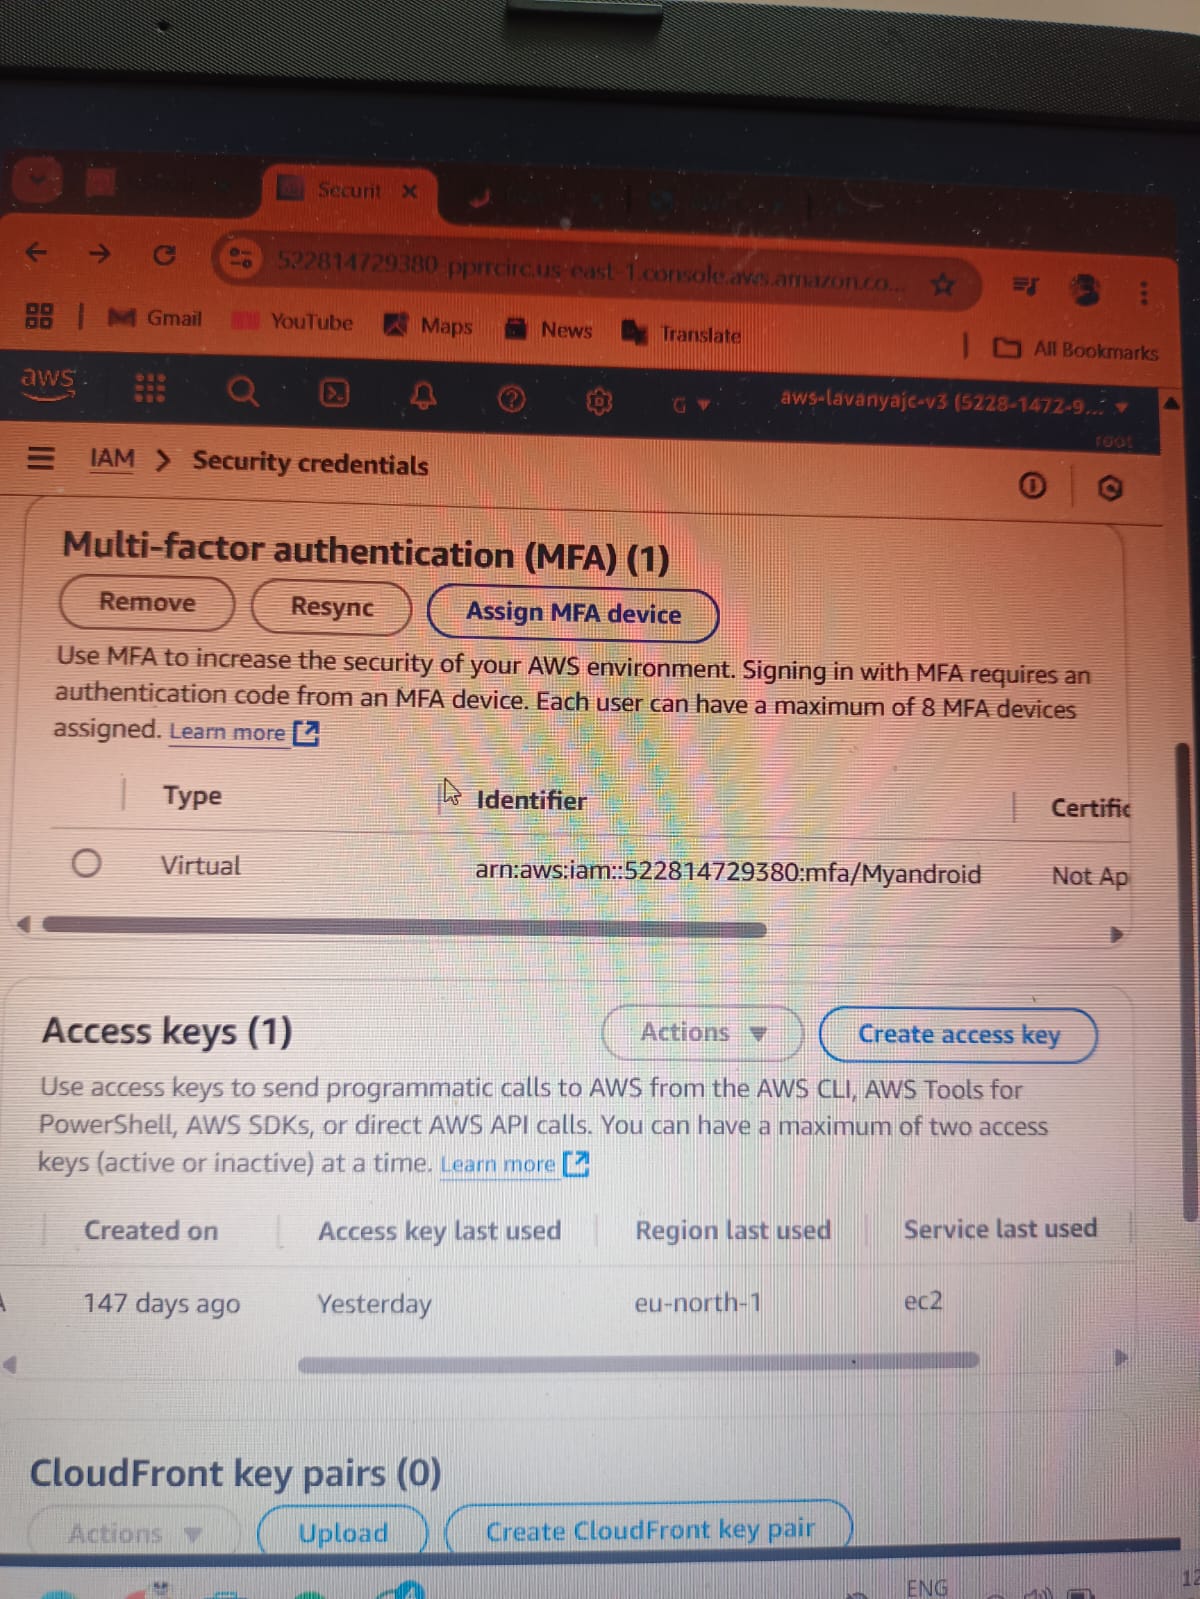 Securit
522814729380-pprrcirc.us-east-1.console.aws.amazon.co...
Gmail YouTube Maps News Translate All Bookmarks
aws aws-lavanyajc-v3 (5228-1472-9...
root
IAM > Security credentials
Multi-factor authentication (MFA) (1)
Remove Resync Assign MFA device
Use MFA to increase the security of your AWS environment. Signing in with MFA requires an
authentication code from an MFA device. Each user can have a maximum of 8 MFA devices
assigned. Learn more
Type Identifier Certific
Virtual arn:aws:iam::522814729380:mfa/Myandroid Not Ap
Access keys (1) Actions Create access key
Use access keys to send programmatic calls to AWS from the AWS CLI, AWS Tools for
PowerShell, AWS SDKs, or direct AWS API calls. You can have a maximum of two access
keys (active or inactive) at a time. Learn more
Created on Access key last used Region last used Service last used
147 days ago Yesterday eu-north-1 ec2
CloudFront key pairs (0)
Actions Upload Create CloudFront key pair
ENG